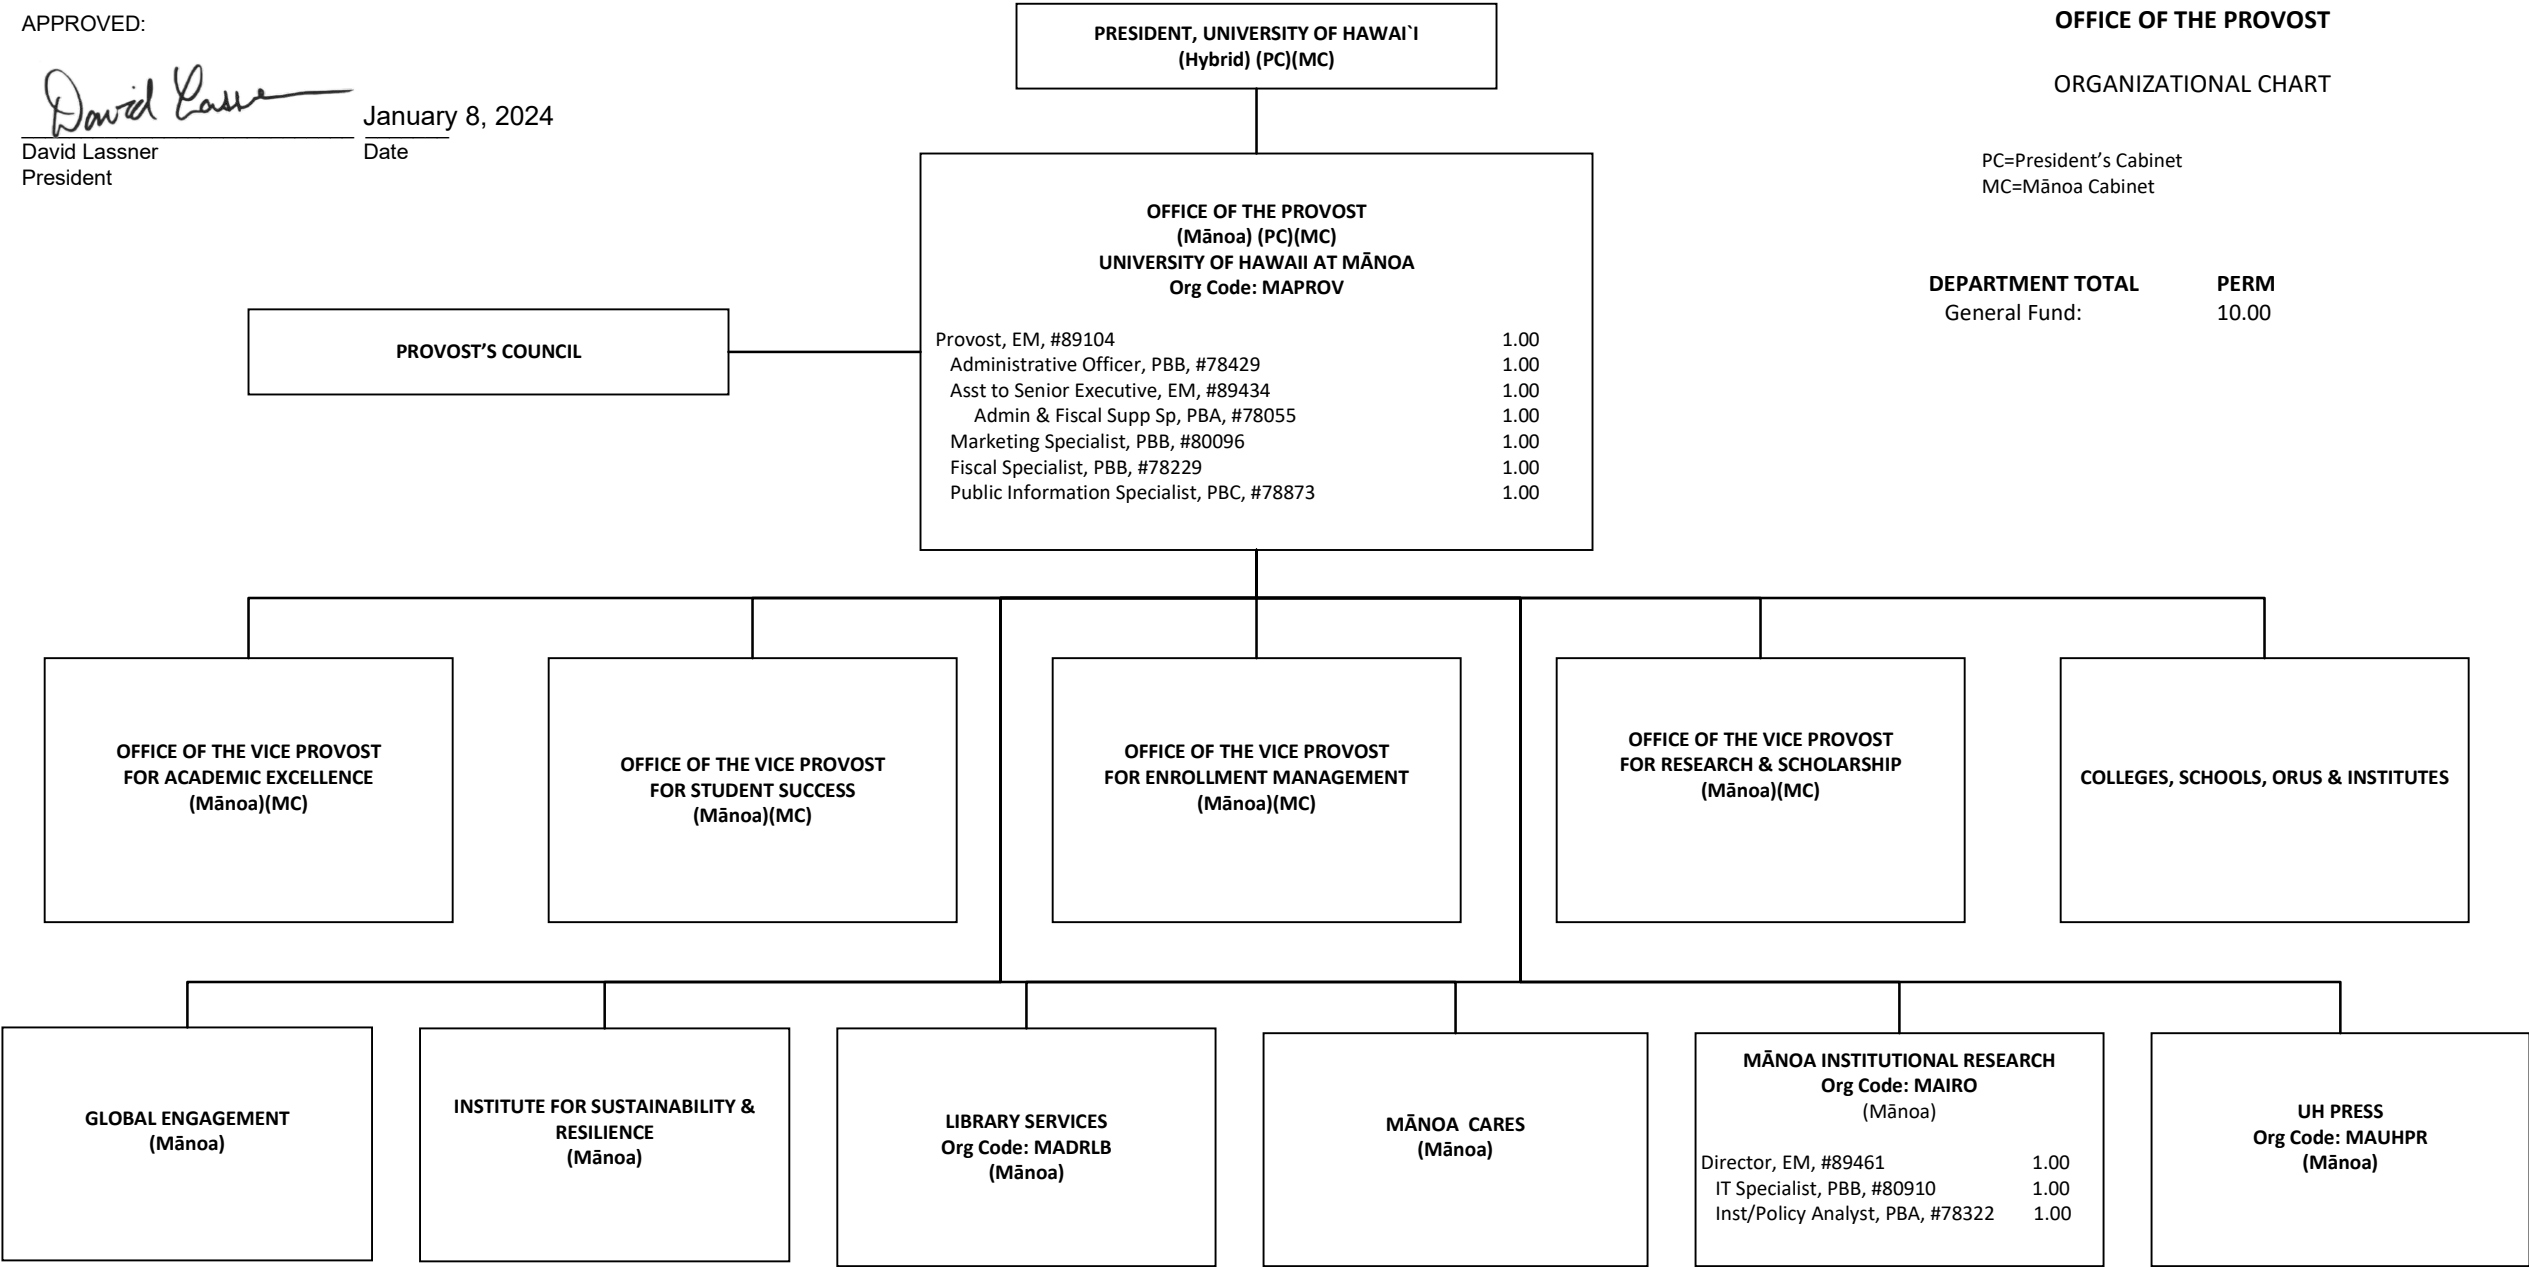 APPROVED:
David Lassner
January 8, 2024
David Lassner
Date
President
PRESIDENT, UNIVERSITY OF HAWAI`I
(Hybrid) (PC)(MC)
OFFICE OF THE PROVOST
ORGANIZATIONAL CHART
PC=President’s Cabinet
MC=Mānoa Cabinet
DEPARTMENT TOTAL PERM
General Fund: 10.00
OFFICE OF THE PROVOST
(Mānoa) (PC)(MC)
UNIVERSITY OF HAWAII AT MĀNOA
Org Code: MAPROV
Provost, EM, #89104 1.00
Administrative Officer, PBB, #78429 1.00
Asst to Senior Executive, EM, #89434 1.00
Admin & Fiscal Supp Sp, PBA, #78055 1.00
Marketing Specialist, PBB, #80096 1.00
Fiscal Specialist, PBB, #78229 1.00
Public Information Specialist, PBC, #78873 1.00
PROVOST’S COUNCIL
OFFICE OF THE VICE PROVOST
FOR ACADEMIC EXCELLENCE
(Mānoa)(MC)
OFFICE OF THE VICE PROVOST
FOR STUDENT SUCCESS
(Mānoa)(MC)
OFFICE OF THE VICE PROVOST
FOR ENROLLMENT MANAGEMENT
(Mānoa)(MC)
OFFICE OF THE VICE PROVOST
FOR RESEARCH & SCHOLARSHIP
(Mānoa)(MC)
COLLEGES, SCHOOLS, ORUS & INSTITUTES
GLOBAL ENGAGEMENT
(Mānoa)
INSTITUTE FOR SUSTAINABILITY &
RESILIENCE
(Mānoa)
LIBRARY SERVICES
Org Code: MADRLB
(Mānoa)
MĀNOA CARES
(Mānoa)
MĀNOA INSTITUTIONAL RESEARCH
Org Code: MAIRO
(Mānoa)
Director, EM, #89461 1.00
IT Specialist, PBB, #80910 1.00
Inst/Policy Analyst, PBA, #78322 1.00
UH PRESS
Org Code: MAUHPR
(Mānoa)